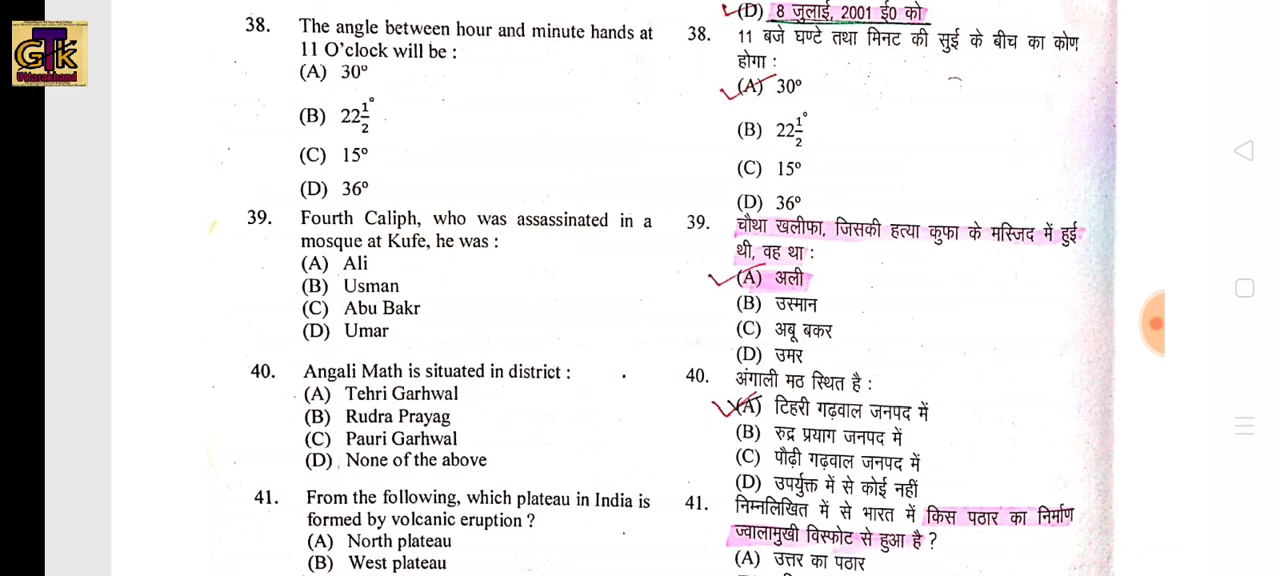 GTK
Uttarakhand
38. The angle between hour and minute hands at
11 O'clock will be :
(A) 30°
(B) 22½°
(C) 15°
(D) 36°
39. Fourth Caliph, who was assassinated in a
mosque at Kufe, he was :
(A) Ali
(B) Usman
(C) Abu Bakr
(D) Umar
40. Angali Math is situated in district :
(A) Tehri Garhwal
(B) Rudra Prayag
(C) Pauri Garhwal
(D) None of the above
41. From the following, which plateau in India is
formed by volcanic eruption ?
(A) North plateau
(B) West plateau
(D) 8 जुलाई, 2001 ई0 को
38. 11 बजे घण्टे तथा मिनट की सुई के बीच का कोण
होगा :
(A) 30°
(B) 22½°
(C) 15°
(D) 36°
39. चौथा खलीफा, जिसकी हत्या कुफा के मस्जिद में हुई
थी, वह था :
(A) अली
(B) उस्मान
(C) अबू बकर
(D) उमर
40. अंगाली मठ स्थित है :
(A) टिहरी गढ़वाल जनपद में
(B) रुद्र प्रयाग जनपद में
(C) पौढ़ी गढ़वाल जनपद में
(D) उपर्युक्त में से कोई नहीं
41. निम्नलिखित में से भारत में किस पठार का निर्माण
ज्वालामुखी विस्फोट से हुआ है ?
(A) उत्तर का पठार